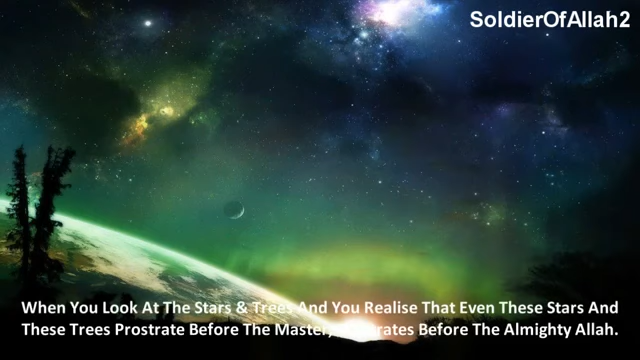 SoldierOfAllah2
When You Look At The Stars & Trees And You Realise That Even These Stars And
These Trees Prostrate Before The Master, Before The Almighty Allah.